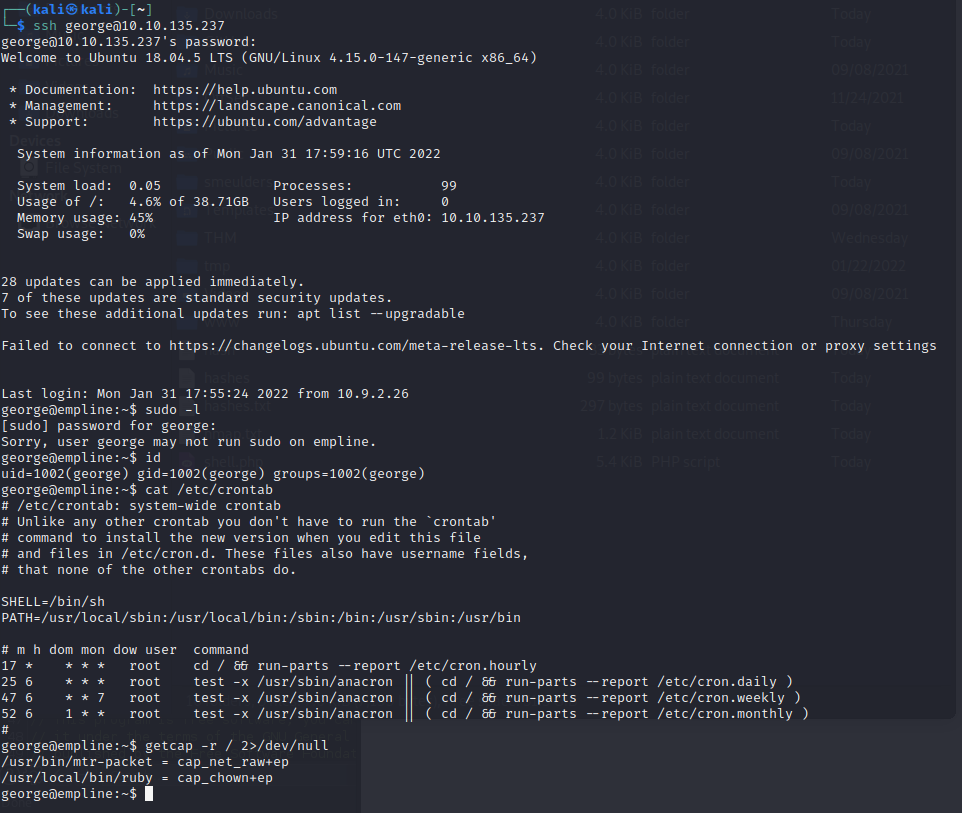 ┌──(kali㉿kali)-[~]
└─$ ssh george@10.10.135.237
george@10.10.135.237's password:
Welcome to Ubuntu 18.04.5 LTS (GNU/Linux 4.15.0-147-generic x86_64)
* Documentation:  https://help.ubuntu.com
* Management:     https://landscape.canonical.com
* Support:        https://ubuntu.com/advantage
System information as of Mon Jan 31 17:59:16 UTC 2022
System load:  0.05              Processes:           99
Usage of /:   4.6% of 38.71GB   Users logged in:     0
Memory usage: 45%               IP address for eth0: 10.10.135.237
Swap usage:   0%
28 updates can be applied immediately.
7 of these updates are standard security updates.
To see these additional updates run: apt list --upgradable
Failed to connect to https://changelogs.ubuntu.com/meta-release-lts. Check your Internet connection or proxy settings
Last login: Mon Jan 31 17:55:24 2022 from 10.9.2.26
george@empline:~$ sudo -l
[sudo] password for george:
Sorry, user george may not run sudo on empline.
george@empline:~$ id
uid=1002(george) gid=1002(george) groups=1002(george)
george@empline:~$ cat /etc/crontab
# /etc/crontab: system-wide crontab
# Unlike any other crontab you don't have to run the `crontab'
# command to install the new version when you edit this file
# and files in /etc/cron.d. These files also have username fields,
# that none of the other crontabs do.
SHELL=/bin/sh
PATH=/usr/local/sbin:/usr/local/bin:/sbin:/bin:/usr/sbin:/usr/bin
# m h dom mon dow user  command
17 *    * * *   root    cd / && run-parts --report /etc/cron.hourly
25 6    * * *   root    test -x /usr/sbin/anacron || ( cd / && run-parts --report /etc/cron.daily )
47 6    * * 7   root    test -x /usr/sbin/anacron || ( cd / && run-parts --report /etc/cron.weekly )
52 6    1 * *   root    test -x /usr/sbin/anacron || ( cd / && run-parts --report /etc/cron.monthly )
#
george@empline:~$ getcap -r / 2>/dev/null
/usr/bin/mtr-packet = cap_net_raw+ep
/usr/local/bin/ruby = cap_chown+ep
george@empline:~$